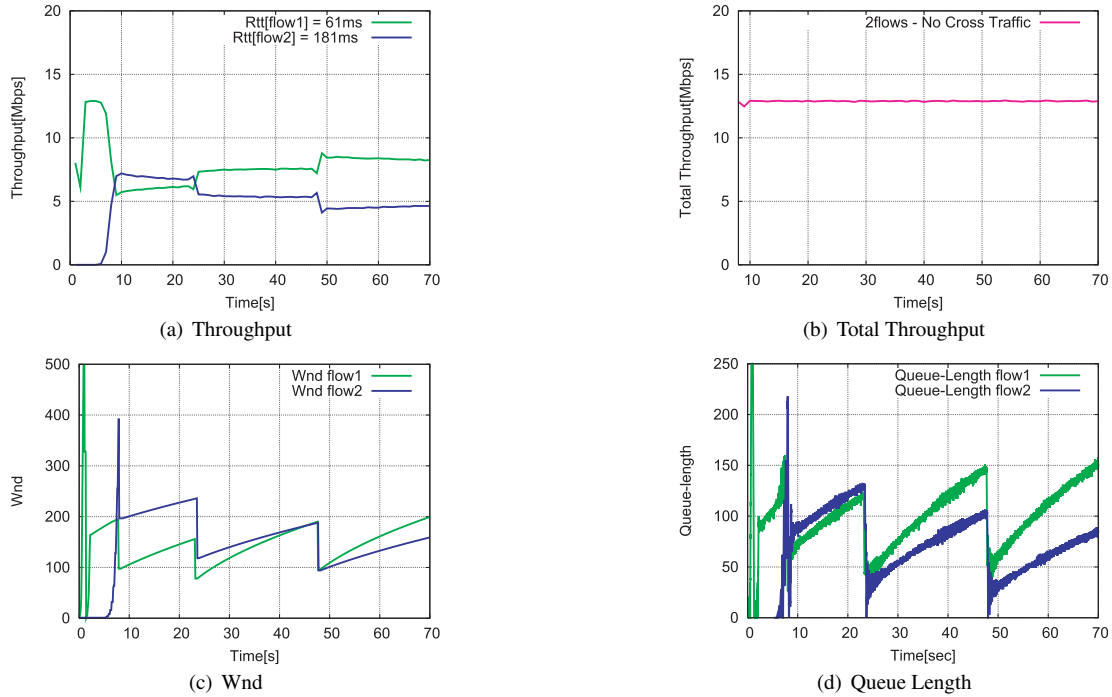 Throughput[Mbps]
20
15
10
5
0
Rtt[flow1] = 61ms
Rtt[flow2] = 181ms
0 10 20 30 40 50 60 70
Time[s]
(a) Throughput
Total Throughput[Mbps]
20
15
10
5
0
2flows - No Cross Traffic
10 20 30 40 50 60 70
Time[s]
(b) Total Throughput
Wnd
500
400
300
200
100
0
Wnd flow1
Wnd flow2
0 10 20 30 40 50 60 70
Time[s]
(c) Wnd
Queue-length
250
200
150
100
50
0
Queue-Length flow1
Queue-Length flow2
0 10 20 30 40 50 60 70
Time[sec]
(d) Queue Length